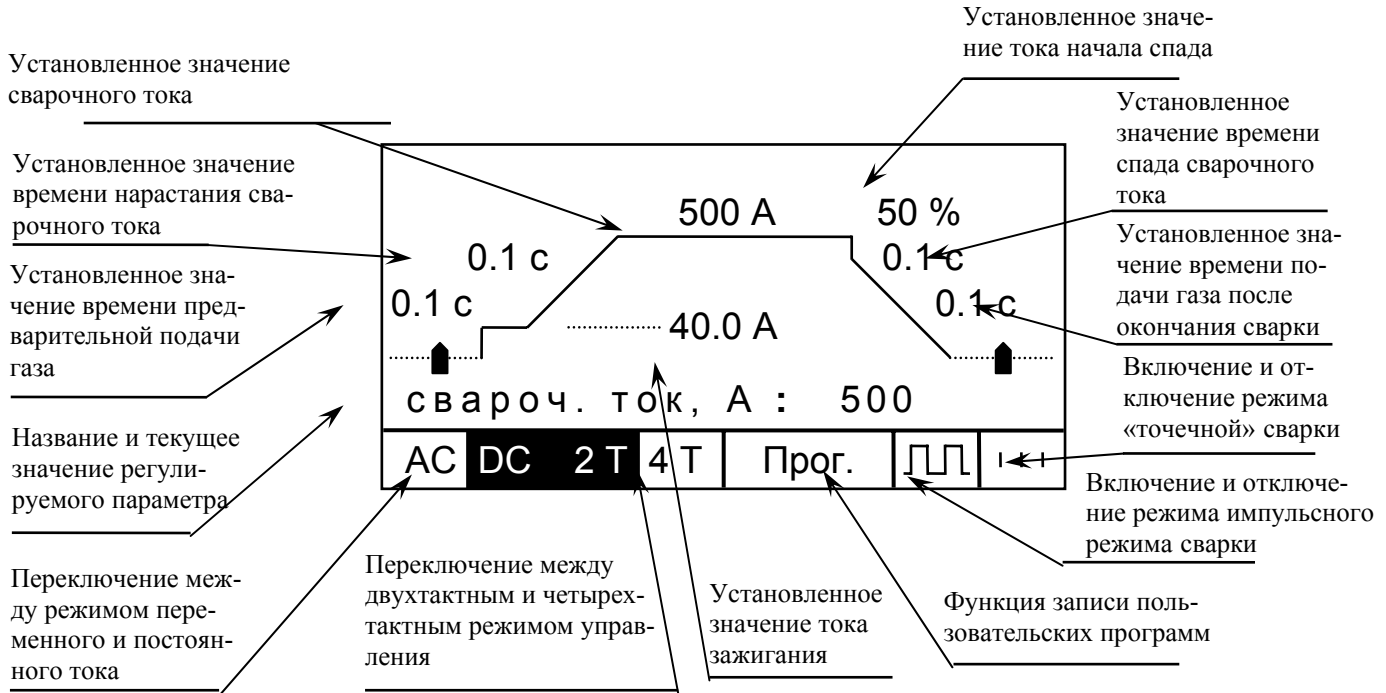 Установленное значе-
ние тока начала спада
Установленное значение
сварочного тока
Установленное
значение времени
спада сварочного
тока
Установленное значение
времени нарастания сва-
рочного тока
500 А
50 %
0.1 с
0.1 с
Установленное зна-
чение времени по-
дачи газа после
окончания сварки
Установленное зна-
чение времени пред-
варительной подачи
газа
0.1 с
0.1 с
40.0 А
Включение и от-
ключение режима
«точечной» сварки
свароч. ток, А : 500
Название и текущее
значение регули-
руемого параметра
AC DC 2 T 4 T Прог.
Включение и отключе-
ние режима импульсного
режима сварки
Переключение меж-
ду режимом пере-
менного и постоян-
ного тока
Переключение между
двухтактным и четырех-
тактным режимом управ-
ления
Установленное
значение тока
зажигания
Функция записи поль-
зовательских программ